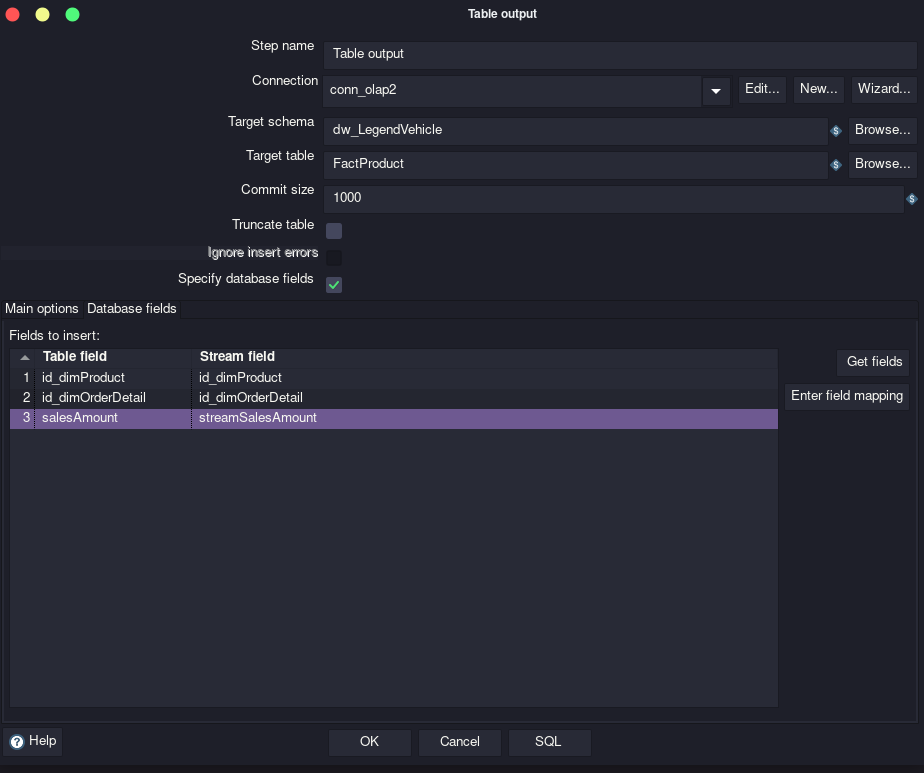 Table output
Step name Table output
Connection conn_olap2 Edit... New... Wizard...
Target schema dw_LegendVehicle $ Browse...
Target table FactProduct $ Browse...
Commit size 1000 $
Truncate table
Ignore insert errors
Specify database fields
Main options Database fields
Fields to insert:
Table field Stream field
1 id_dimProduct id_dimProduct
2 id_dimOrderDetail id_dimOrderDetail
3 salesAmount streamSalesAmount
Get fields
Enter field mapping
? Help OK Cancel SQL